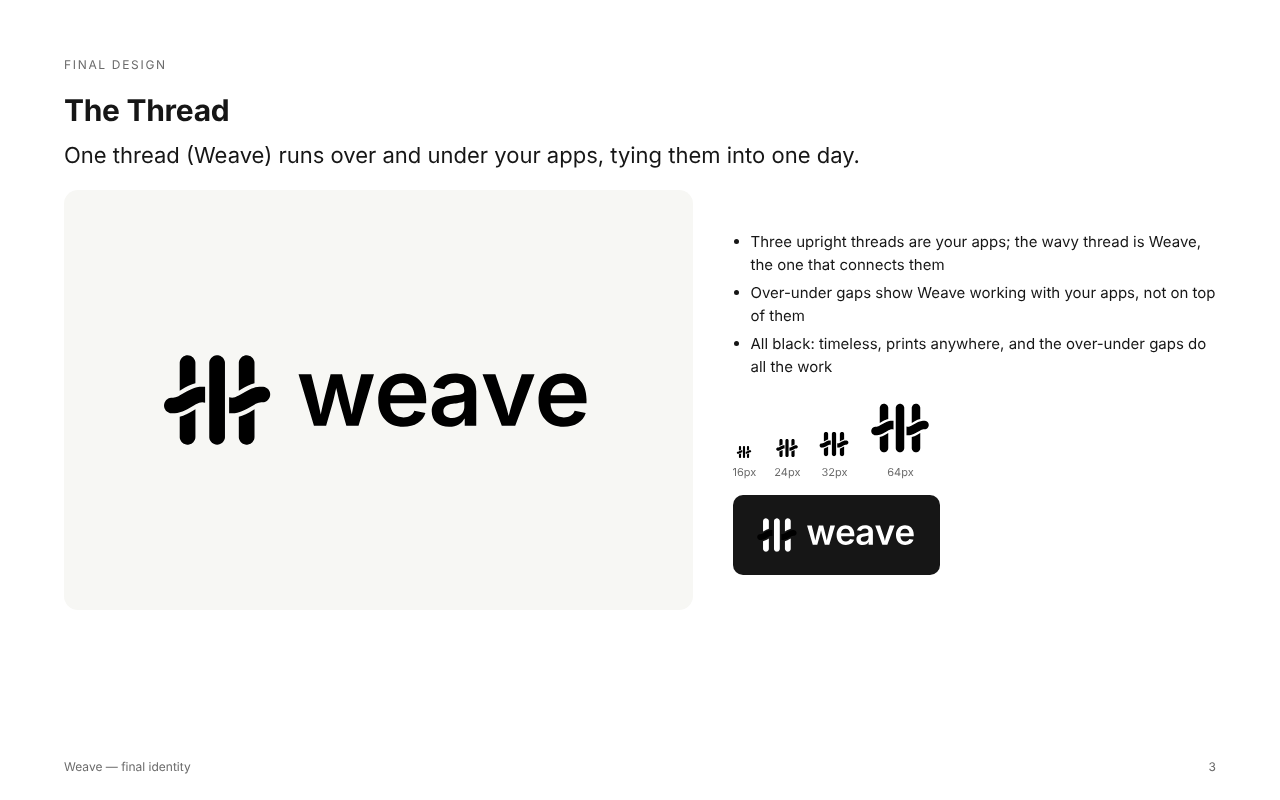 FINAL DESIGN
The Thread
One thread (Weave) runs over and under your apps, tying them into one day.
weave
• Three upright threads are your apps; the wavy thread is Weave,
the one that connects them
• Over-under gaps show Weave working with your apps, not on top
of them
• All black: timeless, prints anywhere, and the over-under gaps do
all the work
16px 24px 32px 64px
weave
Weave — final identity
3